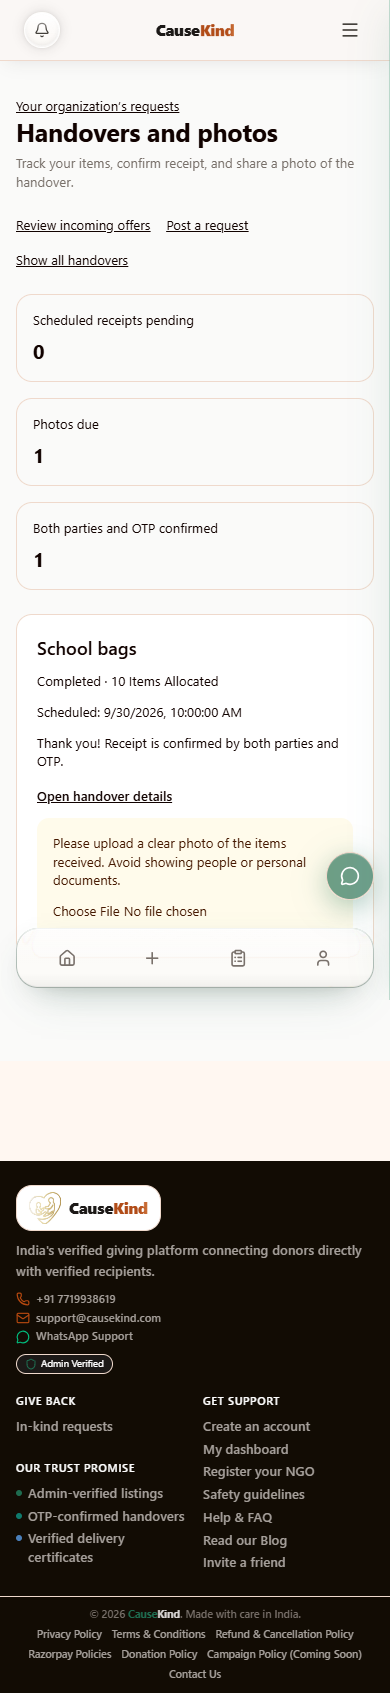 CauseKind
Your organization's requests
Handovers and photos
Track your items, confirm receipt, and share a photo of the
handover.
Review incoming offers Post a request
Show all handovers
Scheduled receipts pending
0
Photos due
1
Both parties and OTP confirmed
1
School bags
Completed · 10 Items Allocated
Scheduled: 9/30/2026, 10:00:00 AM
Thank you! Receipt is confirmed by both parties and
OTP.
Open handover details
Please upload a clear photo of the items
received. Avoid showing people or personal
documents.
Choose File No file chosen
CauseKind
India's verified giving platform connecting donors directly
with verified recipients.
+91 7719938619
support@causekind.com
WhatsApp Support
Admin Verified
GIVE BACK
In-kind requests
OUR TRUST PROMISE
Admin-verified listings
OTP-confirmed handovers
Verified delivery
certificates
GET SUPPORT
Create an account
My dashboard
Register your NGO
Safety guidelines
Help & FAQ
Read our Blog
Invite a friend
© 2026 CauseKind. Made with care in India.
Privacy Policy Terms & Conditions Refund & Cancellation Policy
Razorpay Policies Donation Policy Campaign Policy (Coming Soon)
Contact Us